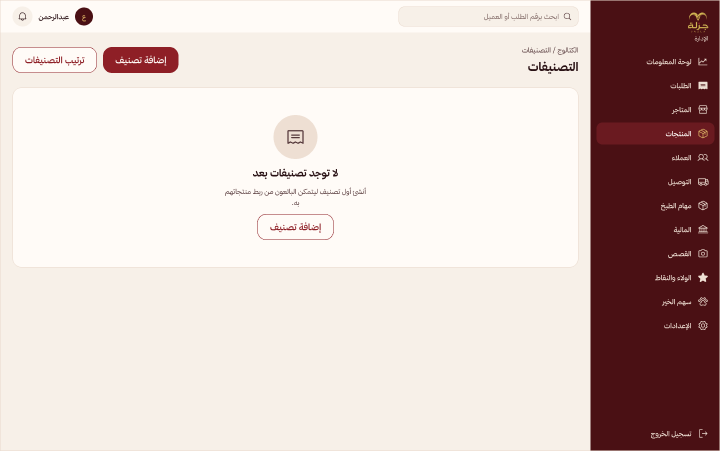 جزلة
الإدارة
لوحة المعلومات
الطلبات
المتاجر
المنتجات
العملاء
التوصيل
مهام الطبخ
المالية
القصص
الولاء والنقاط
سهم الخير
الإعدادات
تسجيل الخروج
ابحث برقم الطلب أو العميل
عبدالرحمن
ع
الكتالوج / التصنيفات
التصنيفات
إضافة تصنيف
ترتيب التصنيفات
لا توجد تصنيفات بعد
أنشئ أول تصنيف ليتمكن البائعون من ربط منتجاتهم
به.
إضافة تصنيف